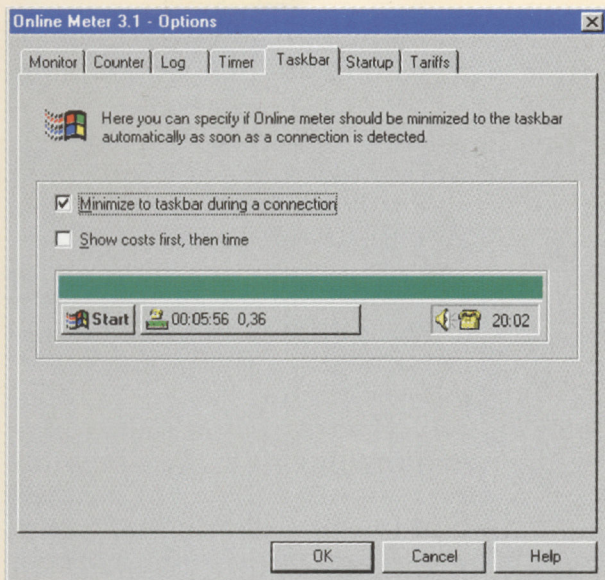 Online Meter 3.1 - Options
Monitor Counter Log Timer Taskbar Startup Tariffs
Here you can specify if Online meter should be minimized to the taskbar
automatically as soon as a connection is detected.
Minimize to taskbar during a connection
Show costs first, then time
Start 00:05:56 0,36 20:02
OK Cancel Help